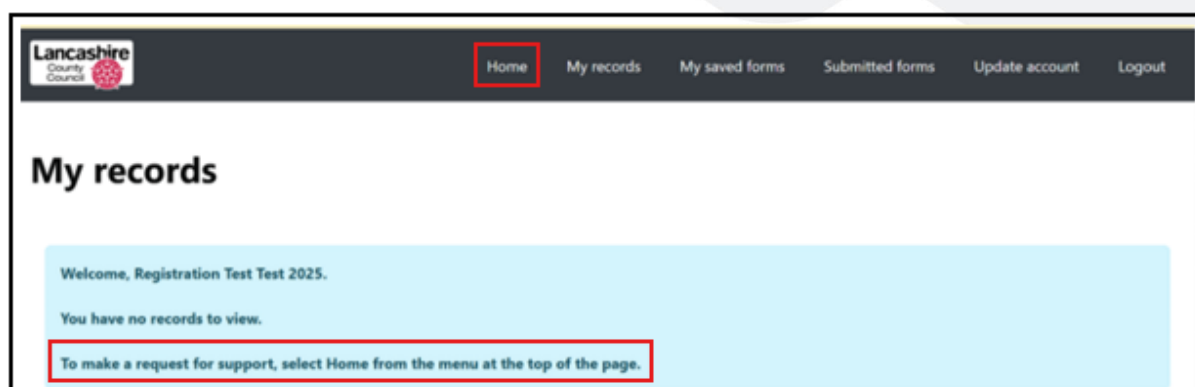 Lancashire
County
Council
Home My records My saved forms Submitted forms Update account Logout
My records
Welcome, Registration Test Test 2025.
You have no records to view.
To make a request for support, select Home from the menu at the top of the page.